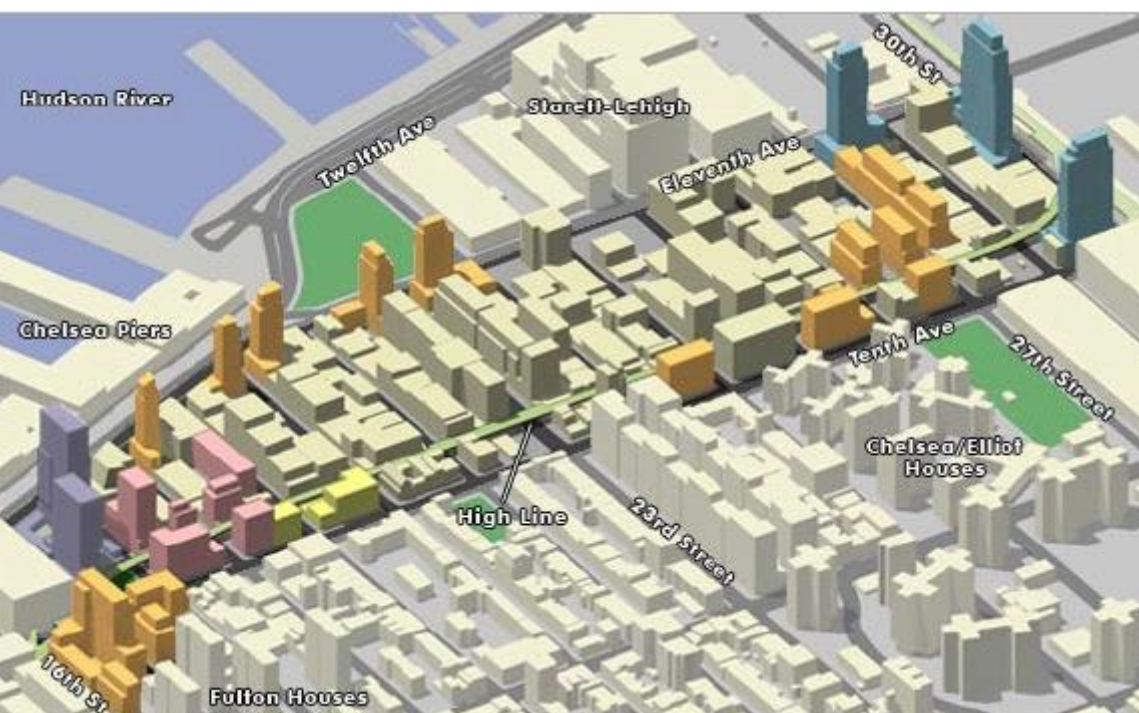 30th St
Hudson River
Starett-Lehigh
Twelfth Ave
Eleventh Ave
Chelsea Piers
Tenth Ave
27th Street
Chelsea/Elliot
Houses
High Line
23rd Street
16th St
Fulton Houses